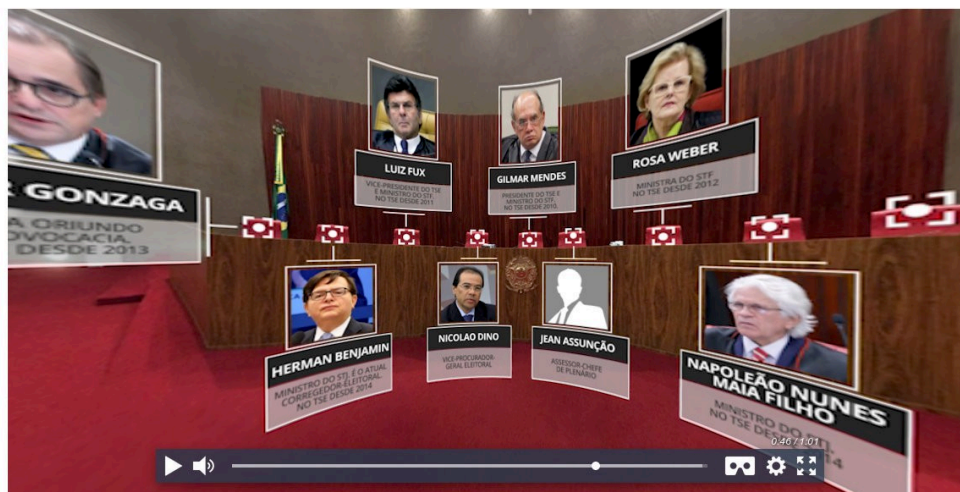 R GONZAGA
A ORIUNDO
DVOCACIA.
DESDE 2013
LUIZ FUX
VICE-PRESIDENTE DO TSE
E MINISTRO DO STF.
NO TSE DESDE 2011
GILMAR MENDES
PRESIDENTE DO TSE E
MINISTRO DO STF.
NO TSE DESDE 2010.
ROSA WEBER
MINISTRA DO STF
NO TSE DESDE 2012
HERMAN BENJAMIN
MINISTRO DO STJ. É O ATUAL
CORREGEDOR-ELEITORAL.
NO TSE DESDE 2014
NICOLAO DINO
VICE-PROCURADOR-
GERAL ELEITORAL
JEAN ASSUNÇÃO
ASSESSOR-CHEFE
DE PLENÁRIO
NAPOLEÃO NUNES
MAIA FILHO
MINISTRO DO STJ.
NO TSE DESDE 14
0:46 / 1:01